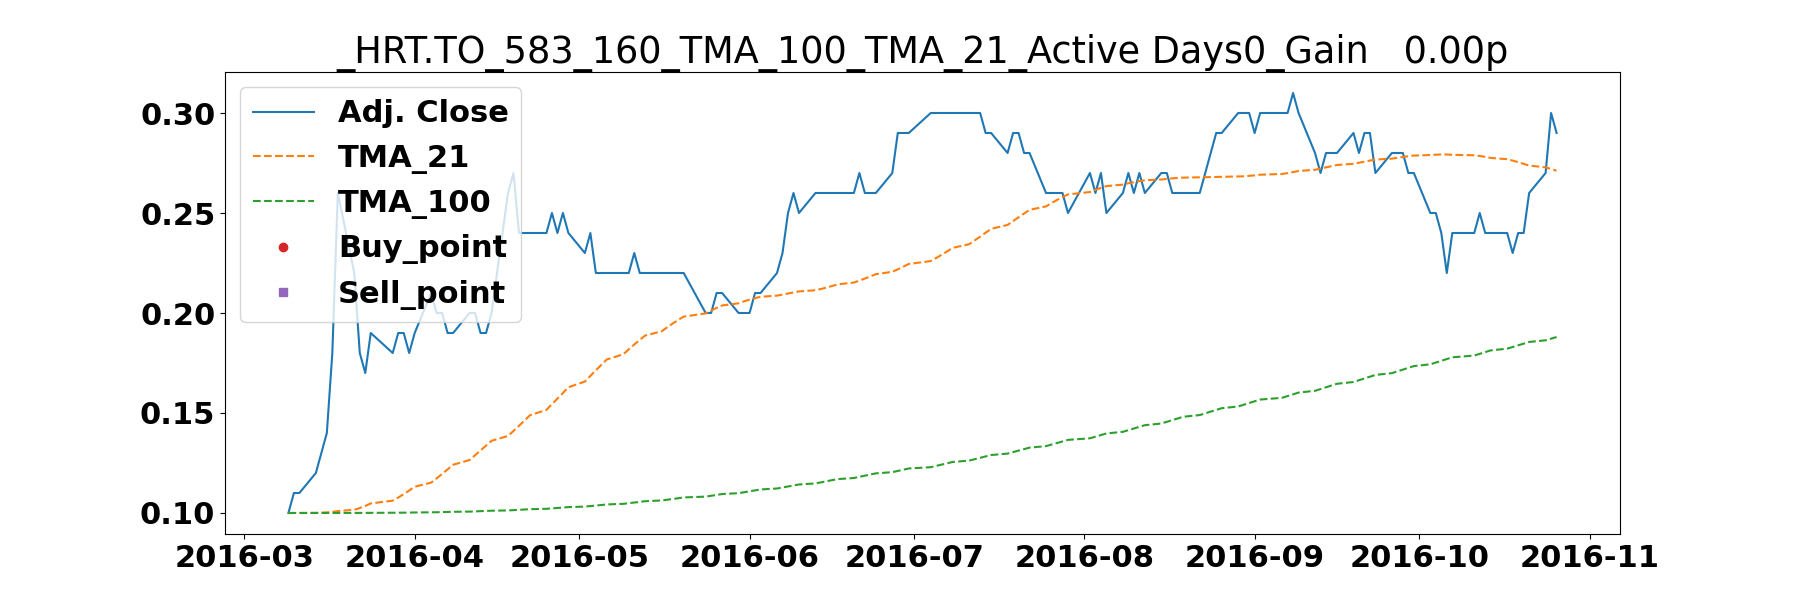 _HRT.TO_583_160_TMA_100_TMA_21_Active Days0_Gain   0.00p
0.30
0.25
0.20
0.15
0.10
Adj. Close
TMA_21
TMA_100
Buy_point
Sell_point
2016-03 2016-04 2016-05 2016-06 2016-07 2016-08 2016-09 2016-10 2016-11